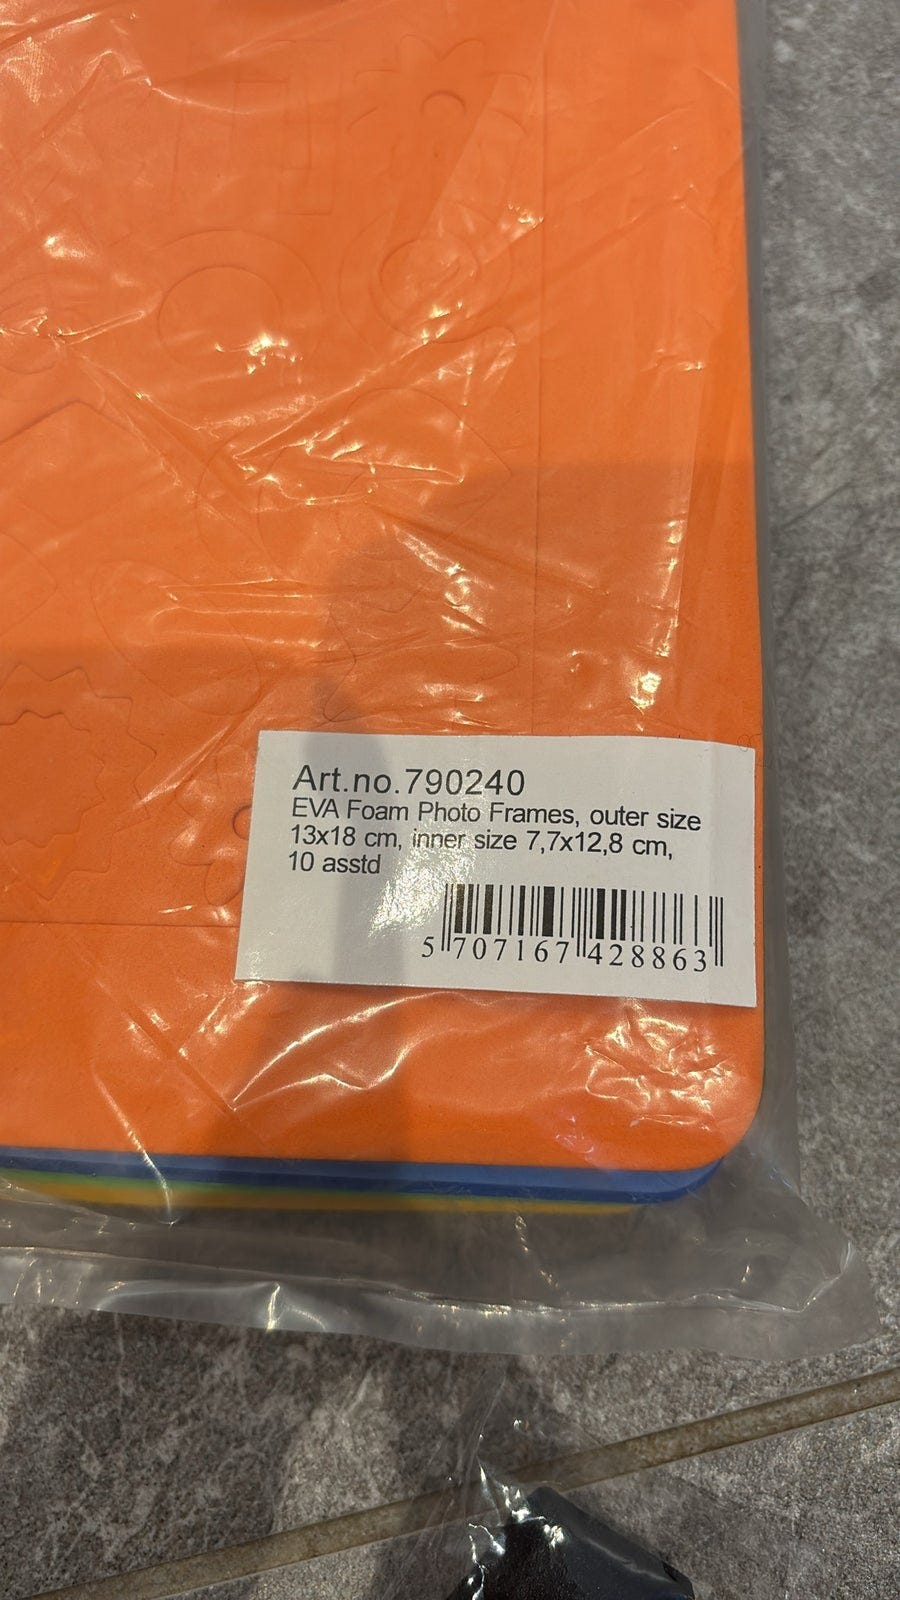 Art.no.790240
EVA Foam Photo Frames, outer size
13x18 cm, inner size 7,7x12,8 cm,
10 asstd
5 707167 428863